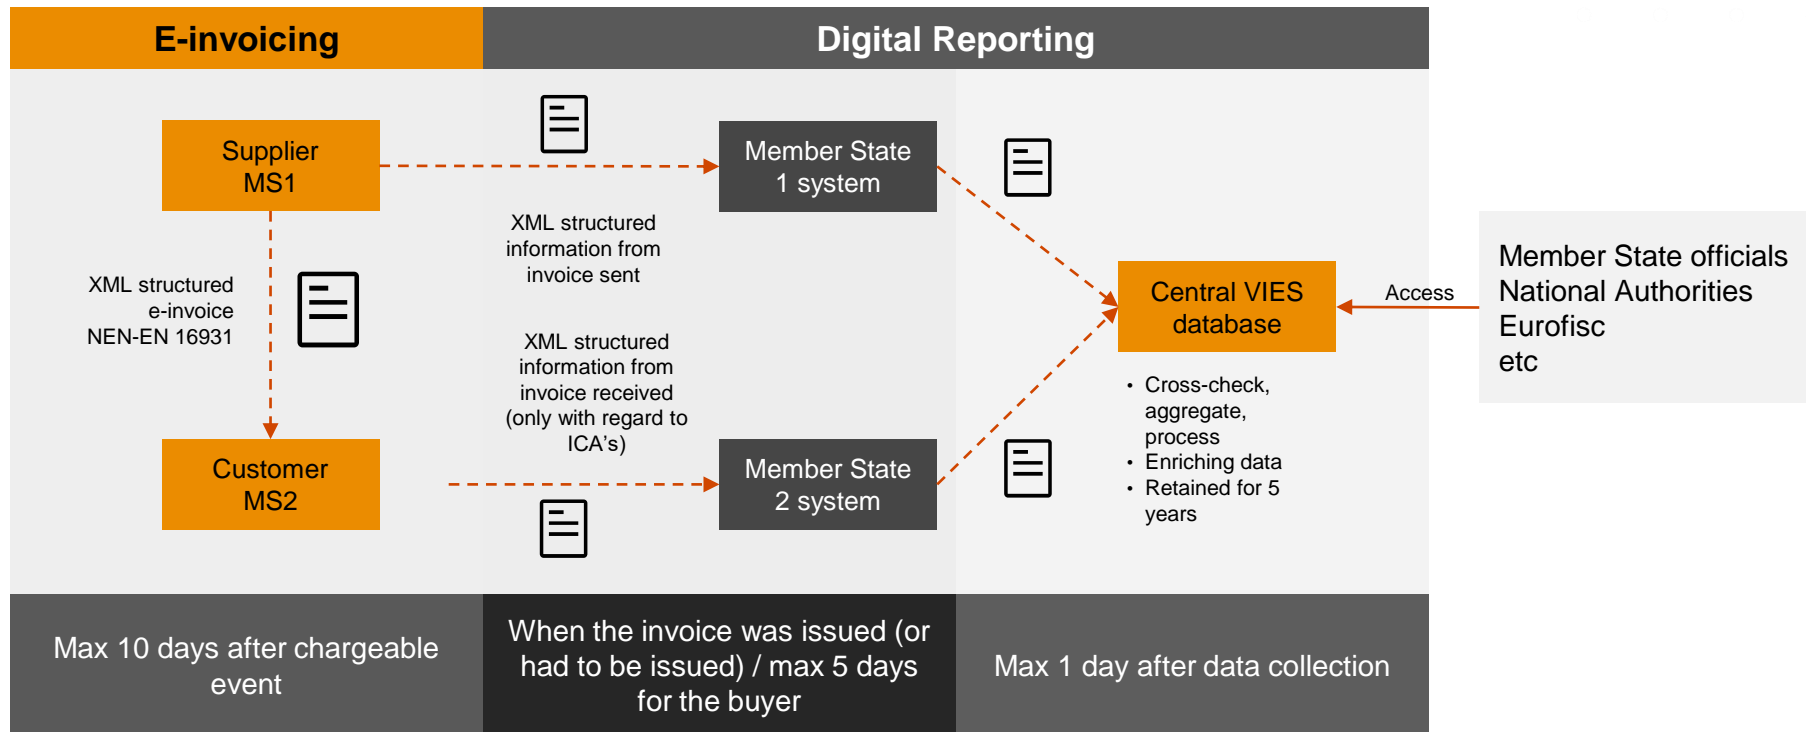 E-invoicing
Digital Reporting
Supplier
MS1
XML structured
e-invoice
NEN-EN 16931
Customer
MS2
XML structured
information from
invoice sent
XML structured
information from
invoice received
(only with regard to
ICA's)
Member State
1 system
Member State
2 system
Central VIES
database
• Cross-check,
aggregate,
process
• Enriching data
• Retained for 5
years
Access
Member State officials
National Authorities
Eurofisc
etc
Max 10 days after chargeable
event
When the invoice was issued (or
had to be issued) / max 5 days
for the buyer
Max 1 day after data collection